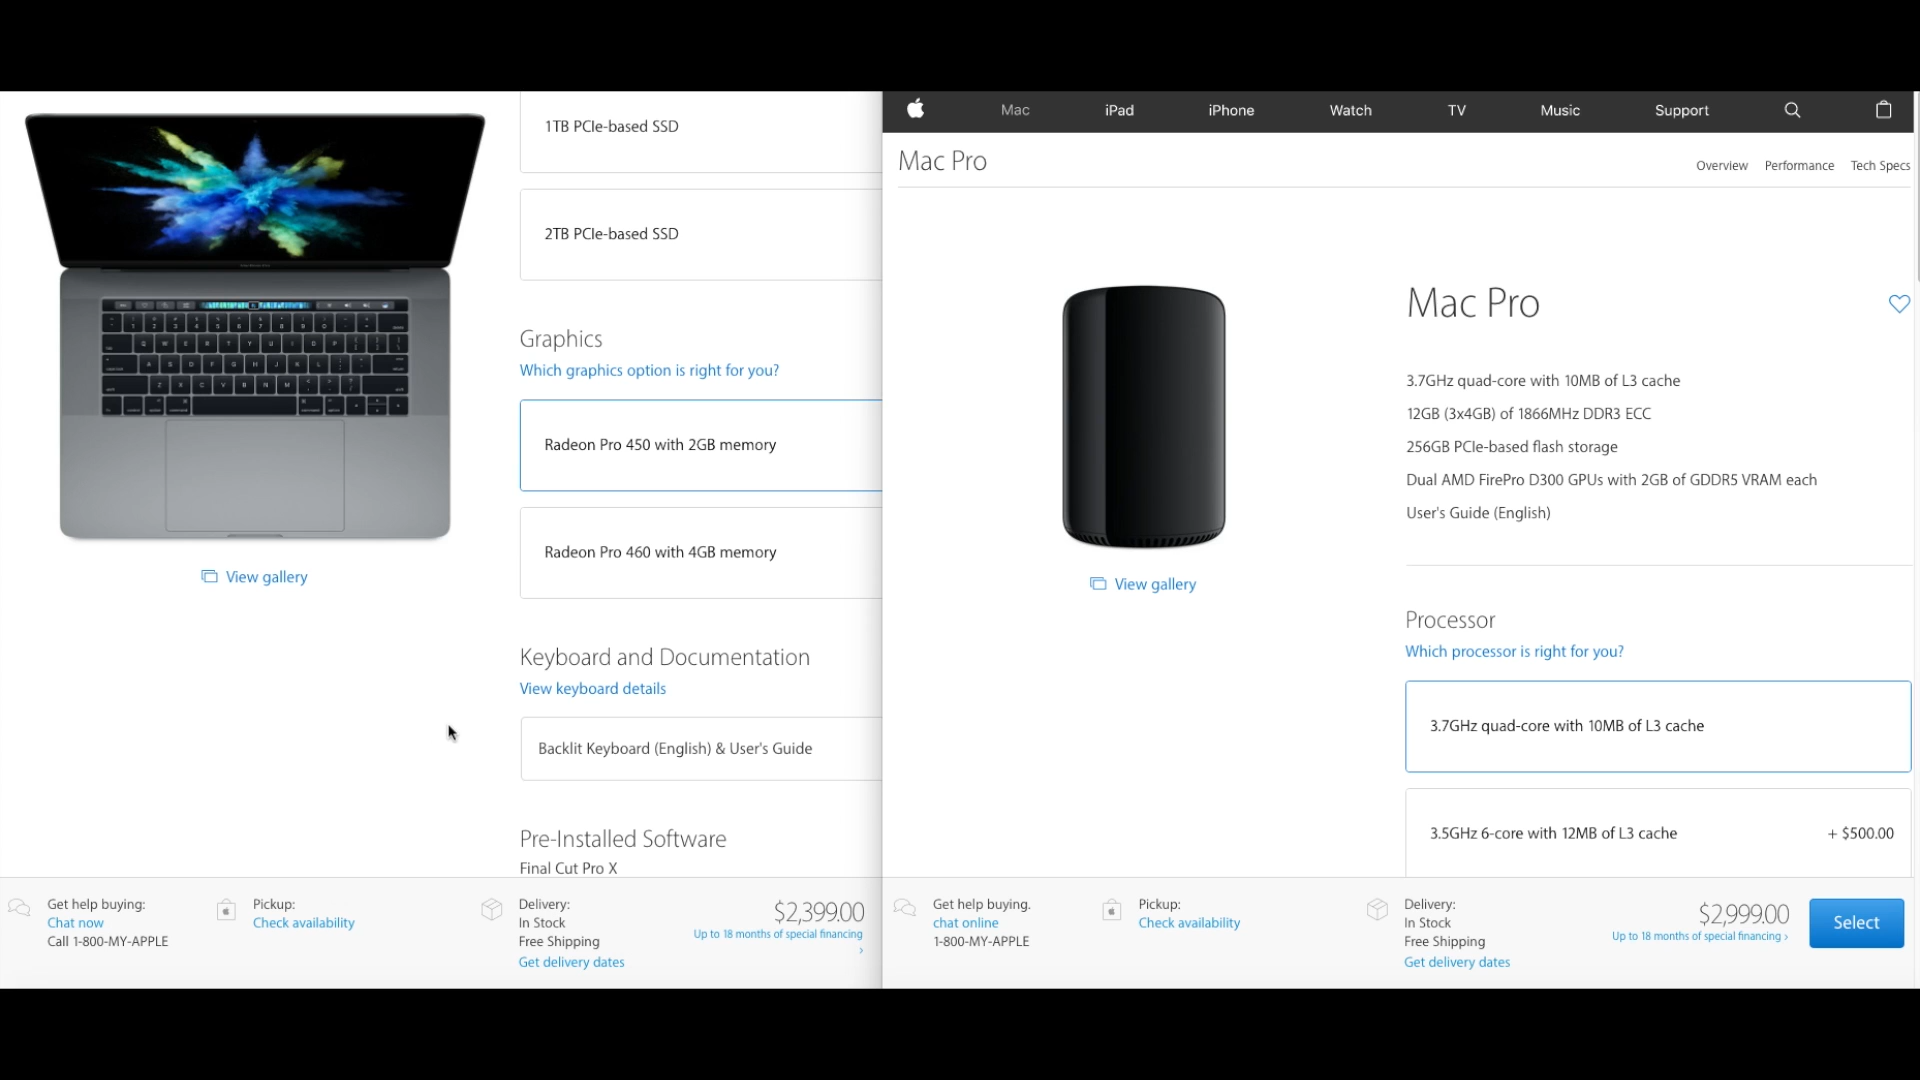 1TB PCIe-based SSD
2TB PCIe-based SSD
Graphics
Which graphics option is right for you?
Radeon Pro 450 with 2GB memory
Radeon Pro 460 with 4GB memory
View gallery
Keyboard and Documentation
View keyboard details
Backlit Keyboard (English) & User's Guide
Pre-Installed Software
Final Cut Pro X
Get help buying:
Chat now
Call 1-800-MY-APPLE
Pickup:
Check availability
Delivery:
In Stock
Free Shipping
Get delivery dates
$2,399.00
Up to 18 months of special financing
›
Mac iPad iPhone Watch TV Music Support
Mac Pro
Overview Performance Tech Specs
Mac Pro
3.7GHz quad-core with 10MB of L3 cache
12GB (3x4GB) of 1866MHz DDR3 ECC
256GB PCIe-based flash storage
Dual AMD FirePro D300 GPUs with 2GB of GDDR5 VRAM each
User's Guide (English)
View gallery
Processor
Which processor is right for you?
3.7GHz quad-core with 10MB of L3 cache
3.5GHz 6-core with 12MB of L3 cache + $500.00
Get help buying.
chat online
1-800-MY-APPLE
Pickup:
Check availability
Delivery:
In Stock
Free Shipping
Get delivery dates
$2,999.00
Up to 18 months of special financing ›
Select